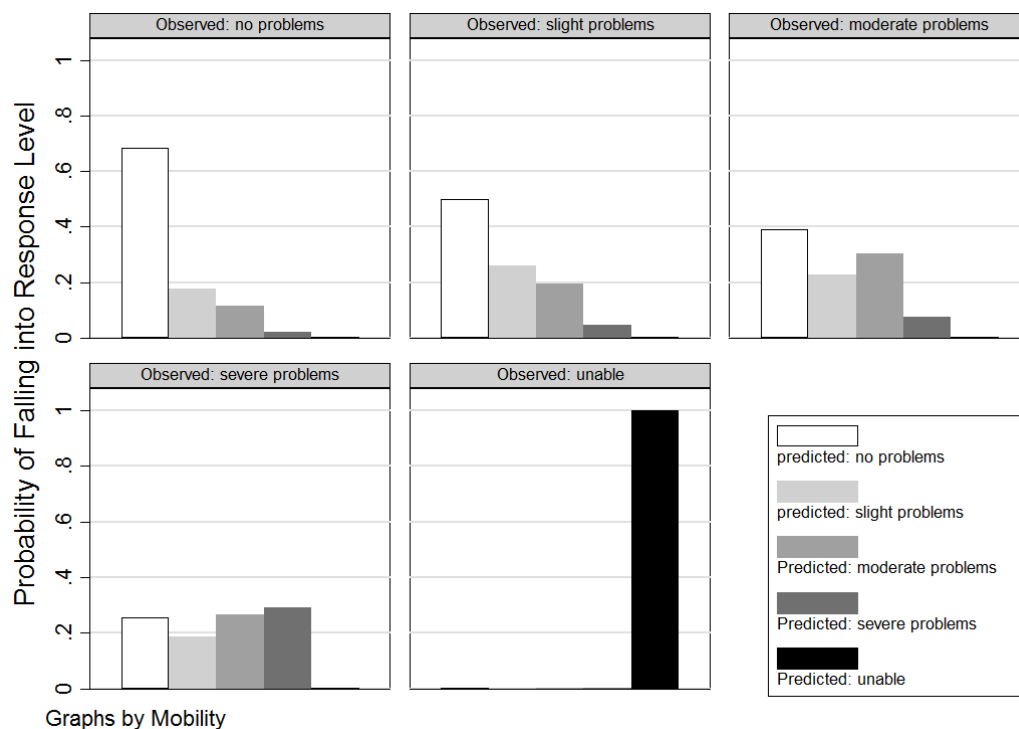 Observed: no problems
Observed: slight problems
Observed: moderate problems
1
.8
.6
.4
.2
0
Probability of Falling into Response Level
Observed: severe problems
Observed: unable
1
.8
.6
.4
.2
0
predicted: no problems
predicted: slight problems
Predicted: moderate problems
Predicted: severe problems
Predicted: unable
Graphs by Mobility